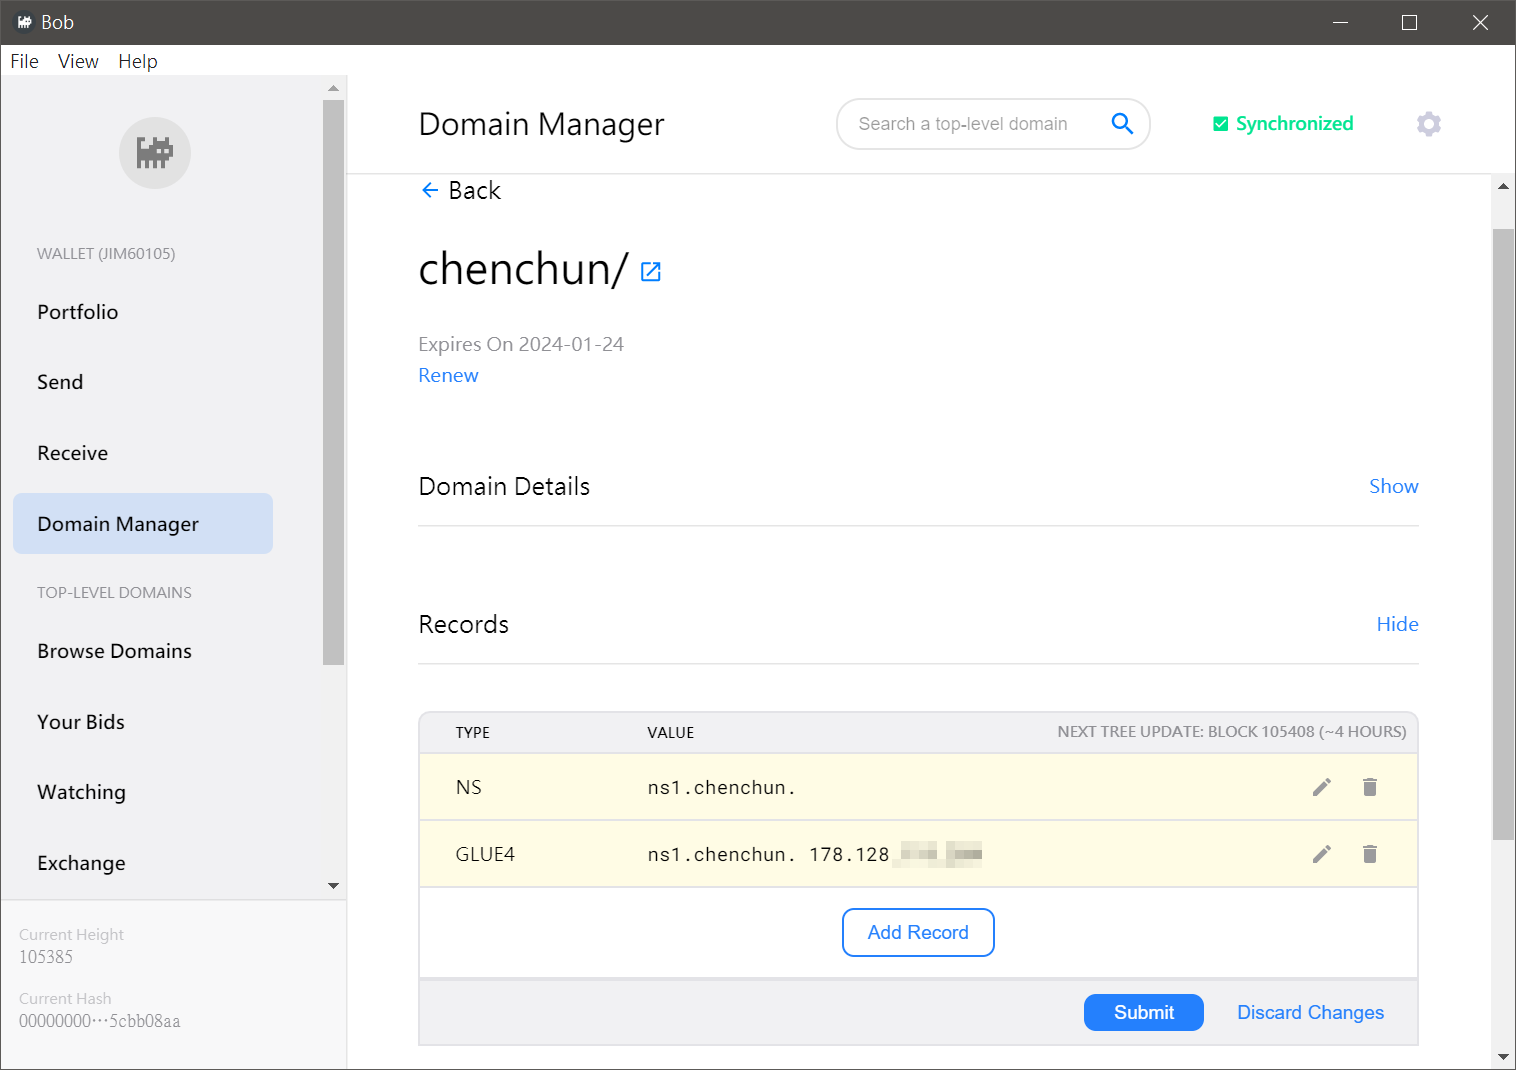 Bob
File View Help
WALLET (JIM60105)
Portfolio
Send
Receive
Domain Manager
TOP-LEVEL DOMAINS
Browse Domains
Your Bids
Watching
Exchange
Current Height
105385
Current Hash
00000000···5cbb08aa
Domain Manager
Search a top-level domain
Synchronized
Back
chenchun/
Expires On 2024-01-24
Renew
Domain Details Show
Records Hide
TYPE VALUE NEXT TREE UPDATE: BLOCK 105408 (~4 HOURS)
NS ns1.chenchun.
GLUE4 ns1.chenchun. 178.128
Add Record
Submit Discard Changes